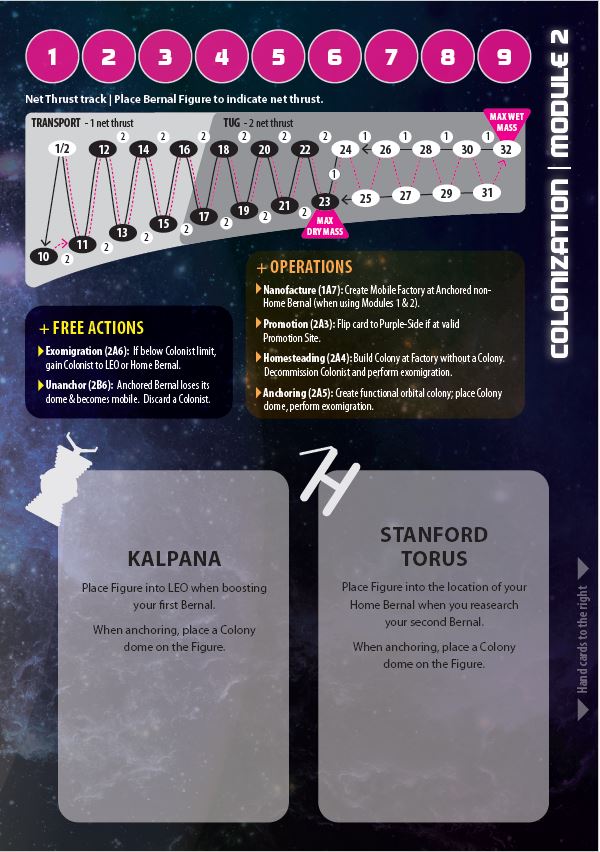 1 2 3 4 5 6 7 8 9
COLONIZATION | MODULE 2
Net Thrust track | Place Bernal Figure to indicate net thrust.
TRANSPORT - 1 net thrust
TUG - 2 net thrust
MAX WET
MASS
2 2 2 2 2 2 1 1 1 1
1/2 12 14 16 18 20 22 24 26 28 30 32
1
10 11 13 15 17 19 21 23 25 27 29 31
2 2 2 2 2 2 2
MAX
DRY MASS
+ OPERATIONS
Nanofacture (1A7): Create Mobile Factory at Anchored non-
Home Bernal (when using Modules 1 & 2).
Promotion (2A3): Flip card to Purple-Side if at valid
Promotion Site.
Homesteading (2A4): Build Colony at Factory without a Colony.
Decommission Colonist and perform exomigration.
Anchoring (2A5): Create functional orbital colony; place Colony
dome, perform exomigration.
+ FREE ACTIONS
Exomigration (2A6): If below Colonist limit,
gain Colonist to LEO or Home Bernal.
Unanchor (2B6): Anchored Bernal loses its
dome & becomes mobile. Discard a Colonist.
KALPANA
Place Figure into LEO when boosting
your first Bernal.
When anchoring, place a Colony
dome on the Figure.
STANFORD
TORUS
Place Figure into the location of your
Home Bernal when you reasearch
your second Bernal.
When anchoring, place a Colony
dome on the Figure.
Hand cards to the right